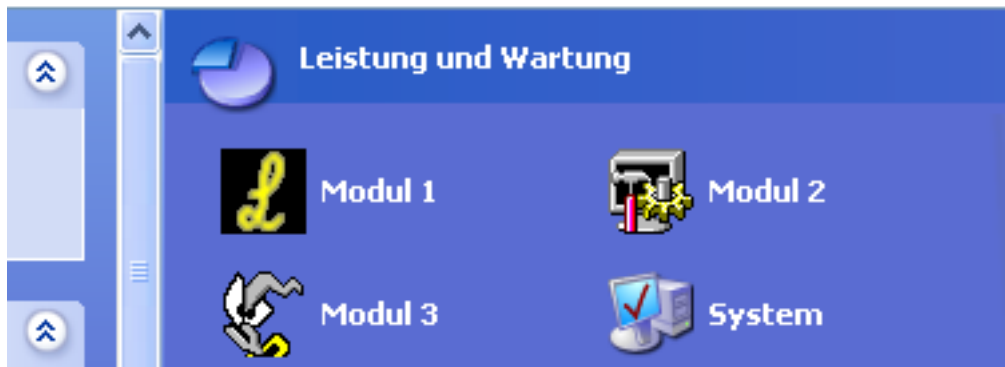 Leistung und Wartung
Modul 1
Modul 2
Modul 3
System